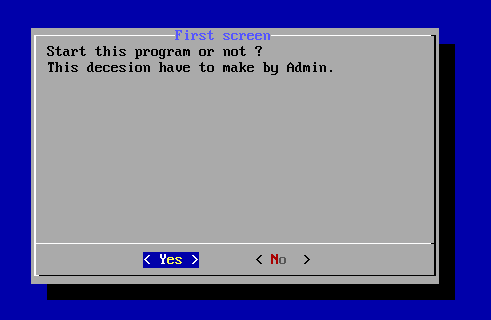 First screen
Start this program or not ?
This decesion have to make by Admin.
< Yes > < No >